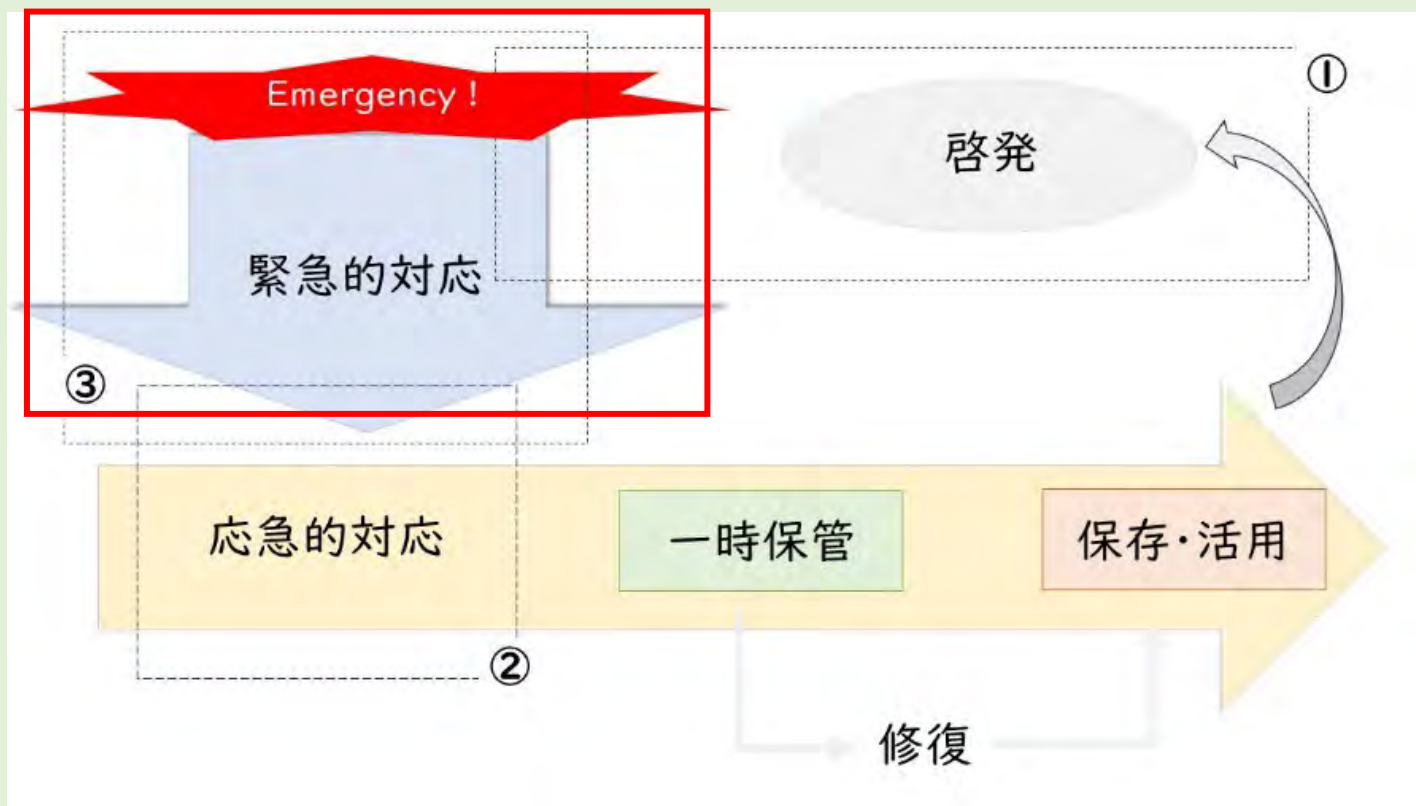 Emergency！
①
啓発
緊急的対応
③
応急的対応
一時保管
保存・活用
②
修復